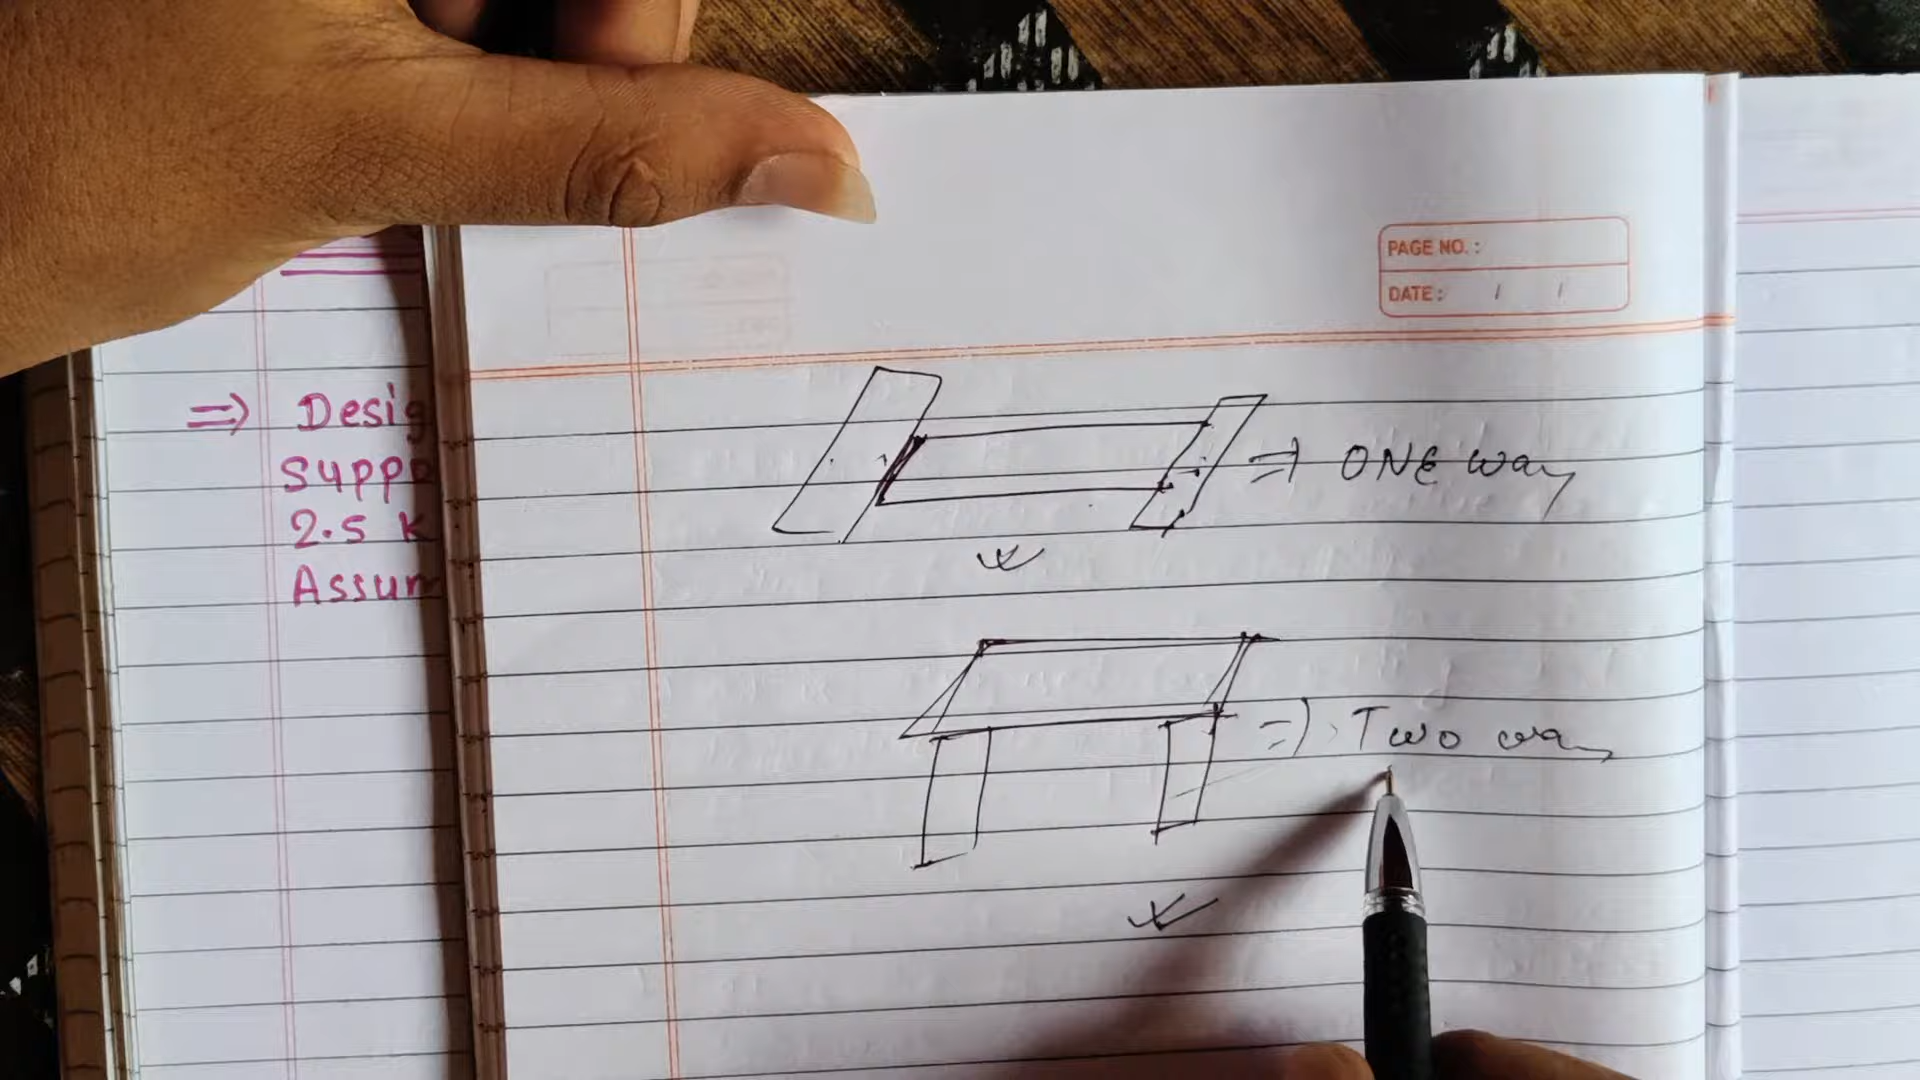 PAGE NO. :
DATE : / /
⇒ Desig
suppo
2.5 K
Assum
⇒ ONE way
⇒ Two way